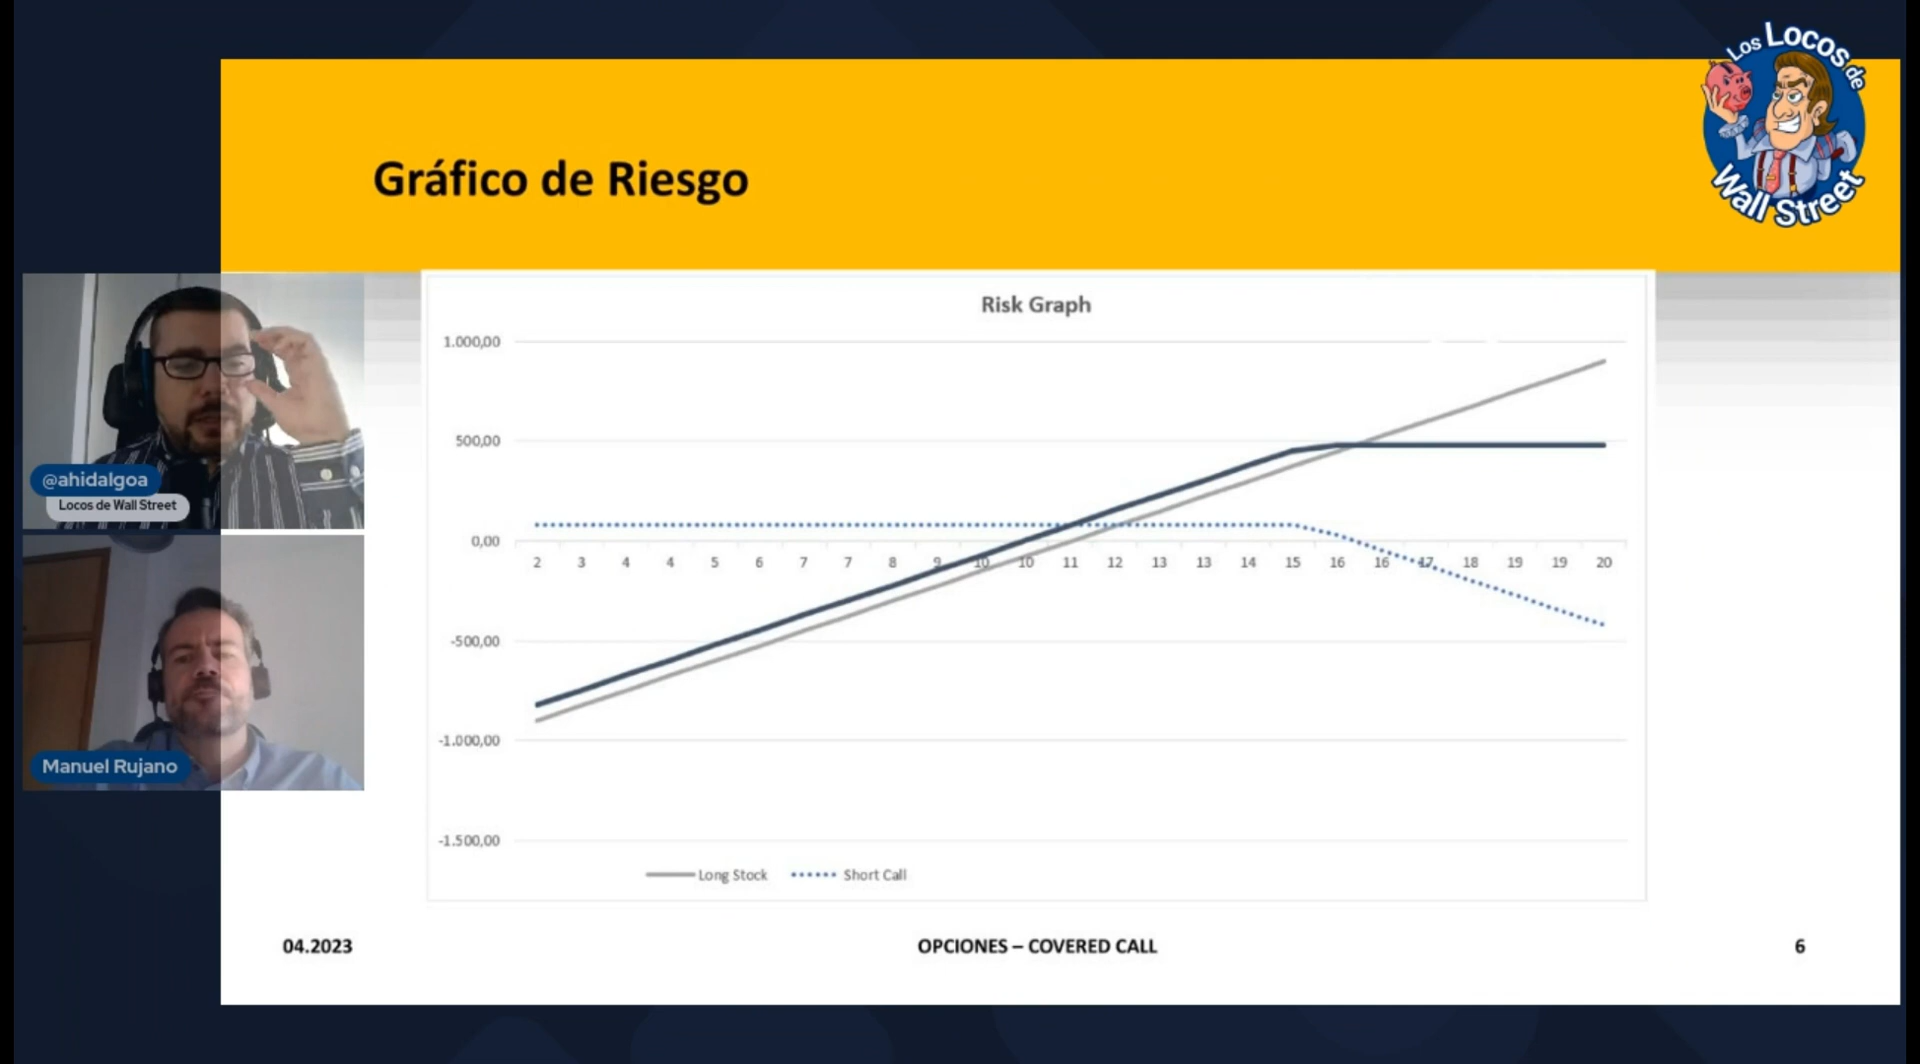 Los Locos de
Wall Street
Gráfico de Riesgo
Risk Graph
1.000,00
500,00
0,00
-500,00
-1.000,00
-1.500,00
2 3 4 4 5 6 7 7 8 9 10 10 11 12 13 13 14 15 16 16 17 18 19 19 20
Long Stock Short Call
@ahidalgoa
Locos de Wall Street
Manuel Rujano
04.2023 OPCIONES – COVERED CALL 6